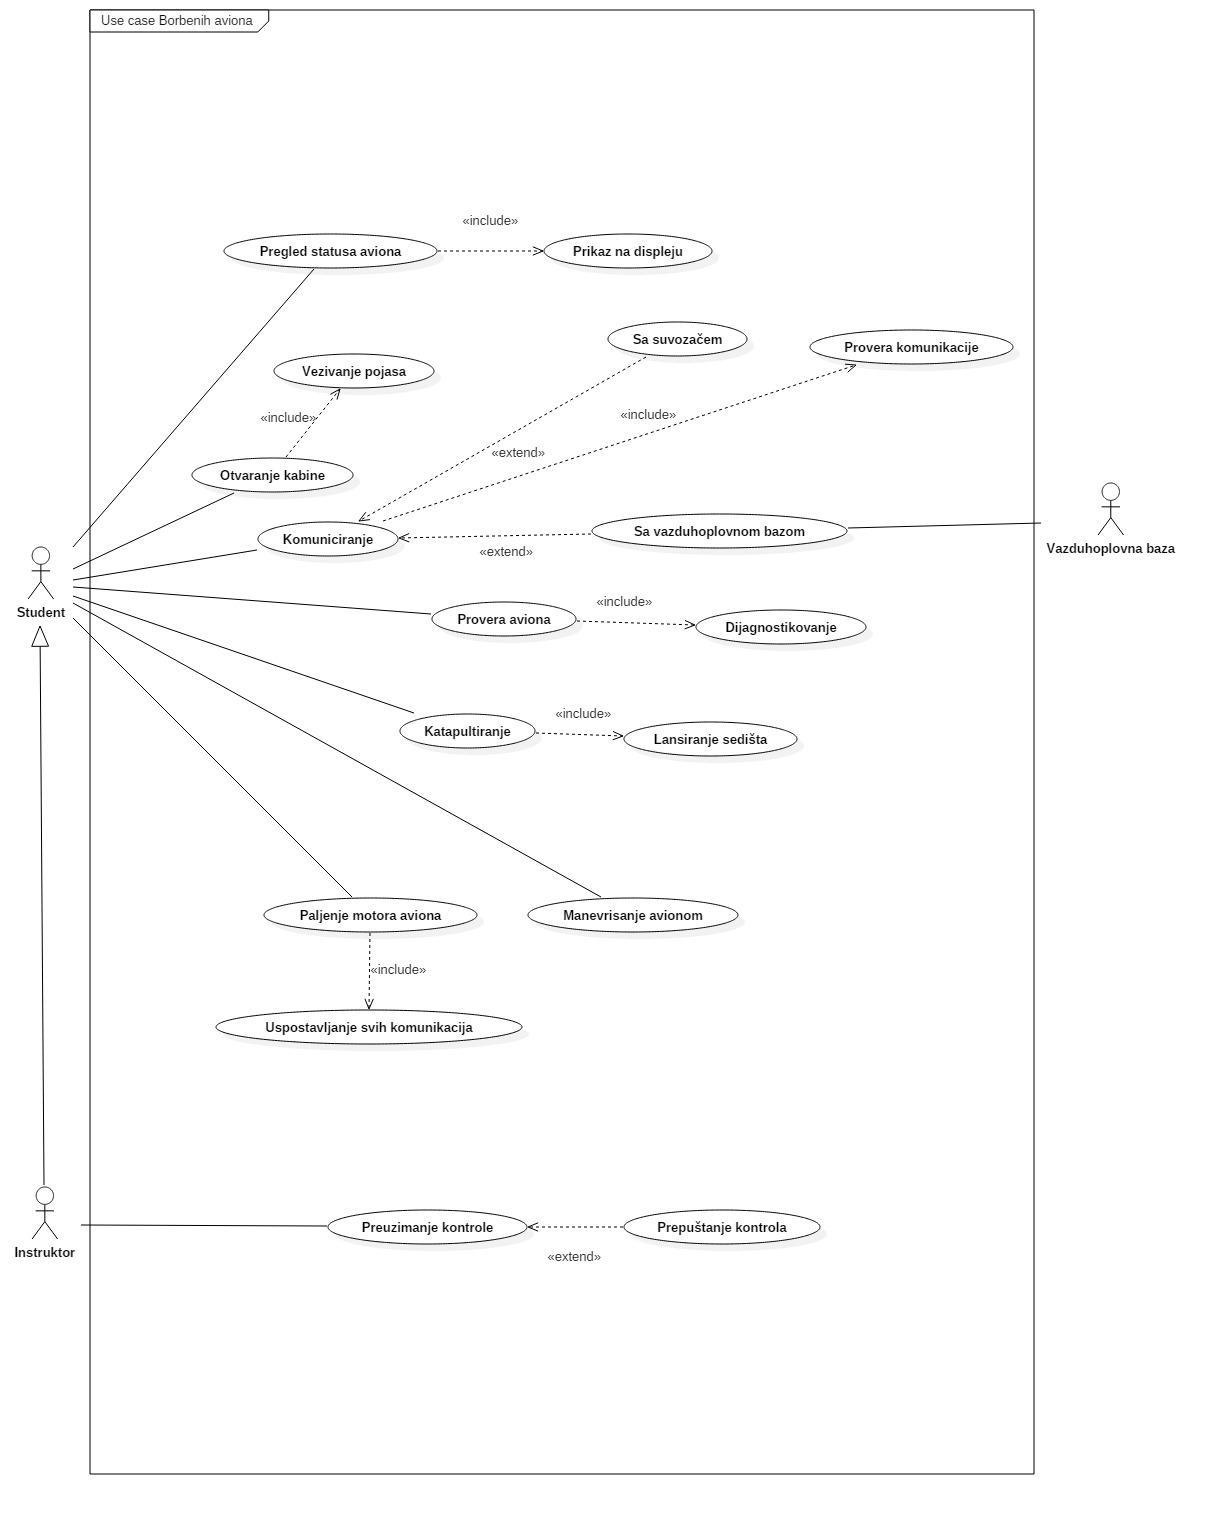 Use case Borbenih aviona
«include»
Pregled statusa aviona
Prikaz na displeju
Sa suvozačem
Provera komunikacije
Vezivanje pojasa
«include»
«include»
«extend»
Otvaranje kabine
Komuniciranje
Sa vazduhoplovnom bazom
«extend»
Vazduhoplovna baza
Student
«include»
Provera aviona
Dijagnostikovanje
«include»
Katapultiranje
Lansiranje sedišta
Paljenje motora aviona
Manevrisanje avionom
«include»
Uspostavljanje svih komunikacija
Instruktor
Preuzimanje kontrole
Prepuštanje kontrola
«extend»